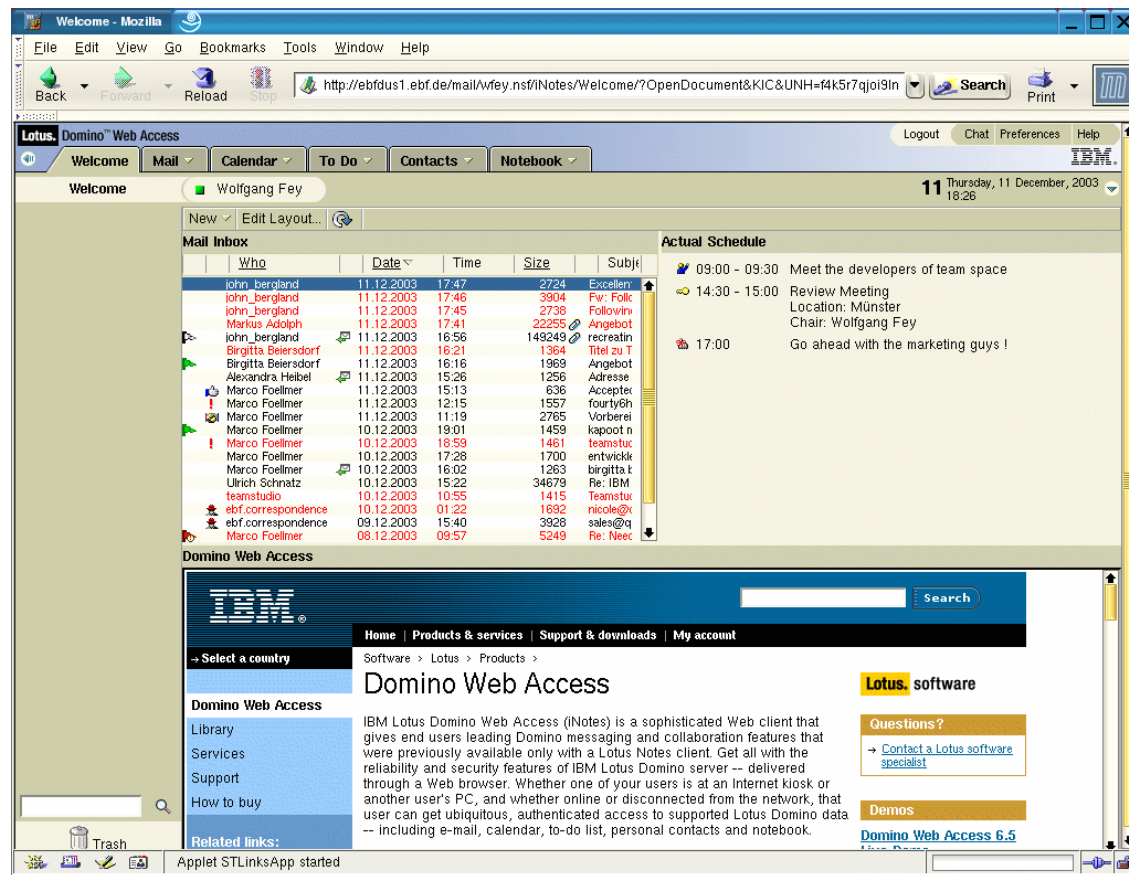 Welcome - Mozilla
File Edit View Go Bookmarks Tools Window Help
Back Forward Reload Stop http://ebfdus1.ebf.de/mail/wfey.nsf/iNotes/Welcome/?OpenDocument&KIC&UNH=f4k5r7qjoi9ln Search Print
Lotus. Domino™ Web Access Logout Chat Preferences Help
Welcome Mail Calendar To Do Contacts Notebook IBM.
Welcome Wolfgang Fey 11 Thursday, 11 December, 2003
18:26
New Edit Layout...
Mail Inbox Actual Schedule
Who Date Time Size Subje
john_bergland 11.12.2003 17:47 2724 Excellen
john_bergland 11.12.2003 17:46 3904 Fw: Follo
john_bergland 11.12.2003 17:45 2738 Followin
Markus Adolph 11.12.2003 17:41 22255 Angebot
john_bergland 11.12.2003 16:56 149249 recreatin
Birgitta Beiersdorf 11.12.2003 16:21 1364 Titel zu T
Birgitta Beiersdorf 11.12.2003 16:16 1969 Angebot
Alexandra Heibel 11.12.2003 15:26 1256 Adresse
Marco Foellmer 11.12.2003 15:13 636 Accepted
Marco Foellmer 11.12.2003 12:15 1557 fourty6h
Marco Foellmer 11.12.2003 11:19 2765 Vorberei
Marco Foellmer 10.12.2003 19:01 1459 kapoot n
Marco Foellmer 10.12.2003 18:59 1461 teamstuc
Marco Foellmer 10.12.2003 17:28 1700 entwickle
Marco Foellmer 10.12.2003 16:02 1263 birgitta b
Ulrich Schnatz 10.12.2003 15:22 34679 Re: IBM
teamstudio 10.12.2003 10:55 1415 Teamstuc
ebf.correspondence 10.12.2003 01:22 1692 nicole@
ebf.correspondence 09.12.2003 15:40 3928 sales@q
Marco Foellmer 08.12.2003 09:57 5249 Re: Need
09:00 - 09:30 Meet the developers of team space
14:30 - 15:00 Review Meeting
Location: Münster
Chair: Wolfgang Fey
17:00 Go ahead with the marketing guys !
Domino Web Access
IBM® Search
Home | Products & services | Support & downloads | My account
→ Select a country Software > Lotus > Products >
Domino Web Access
Lotus. software
Domino Web Access
Library
Services
Support
How to buy
Related links:
IBM Lotus Domino Web Access (iNotes) is a sophisticated Web client that
gives end users leading Domino messaging and collaboration features that
were previously available only with a Lotus Notes client. Get all with the
reliability and security features of IBM Lotus Domino server -- delivered
through a Web browser. Whether one of your users is at an Internet kiosk or
another user's PC, and whether online or disconnected from the network, that
user can get ubiquitous, authenticated access to supported Lotus Domino data
-- including e-mail, calendar, to-do list, personal contacts and notebook.
Questions?
→ Contact a Lotus software
specialist
Demos
Domino Web Access 6.5
Trash
Applet STLinksApp started